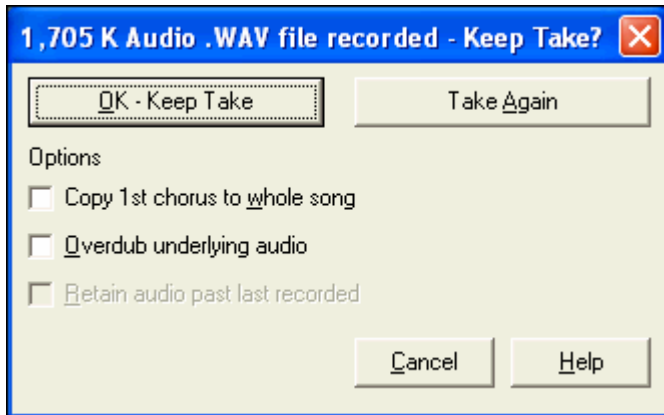 1,705 K Audio .WAV file recorded - Keep Take?
OK - Keep Take
Take Again
Options
Copy 1st chorus to whole song
Overdub underlying audio
Retain audio past last recorded
Cancel
Help